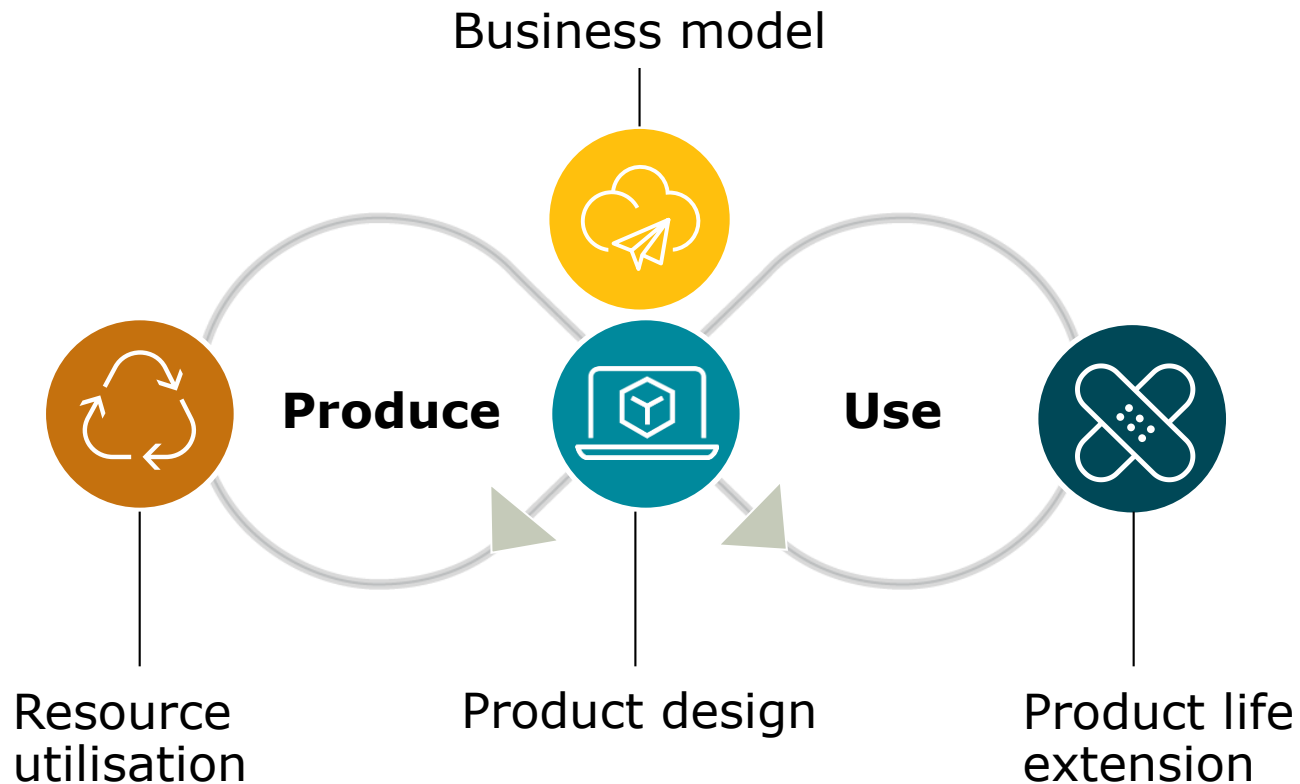 Business model
Produce
Use
Resource
utilisation
Product design
Product life
extension